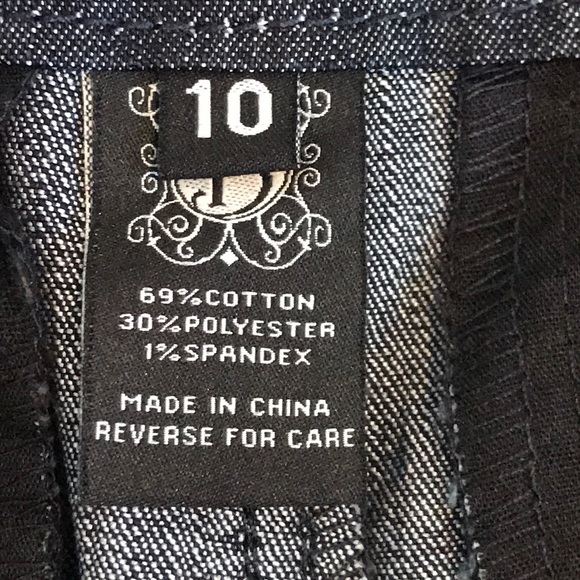 10
69%COTTON
30%POLYESTER
1%SPANDEX
MADE IN CHINA
REVERSE FOR CARE